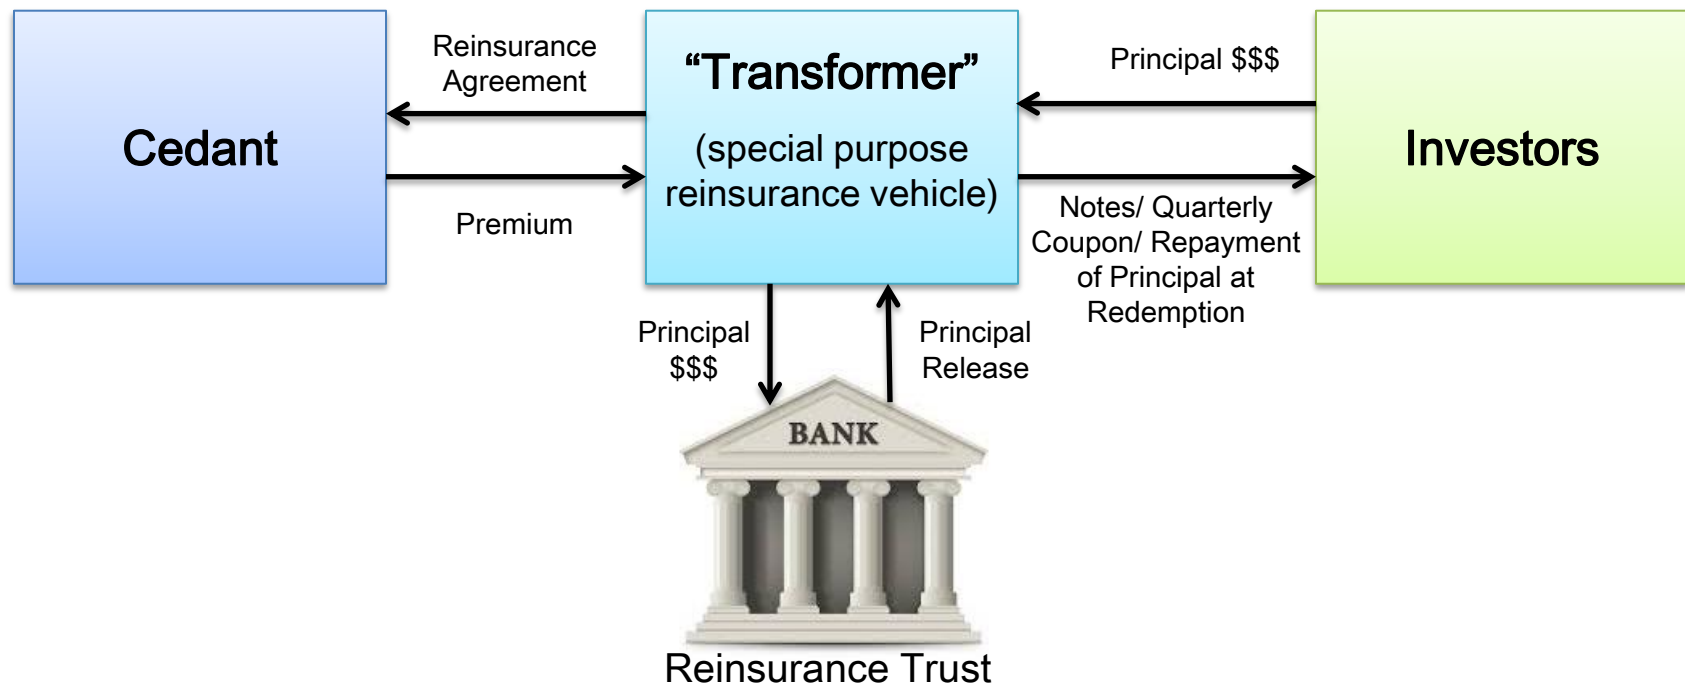 Cedant
Reinsurance
Agreement
Premium
“Transformer”
(special purpose
reinsurance vehicle)
Principal $$$
Notes/ Quarterly
Coupon/ Repayment
of Principal at
Redemption
Investors
Principal
$$$
Principal
Release
BANK
Reinsurance Trust